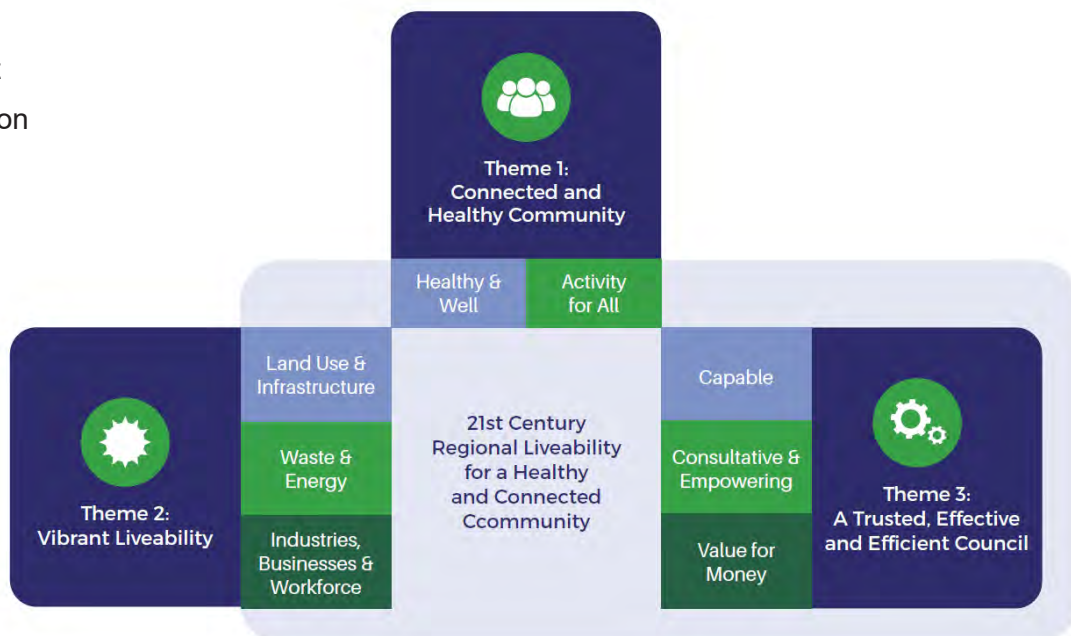 on
Theme 1:
Connected and
Healthy Community
Healthy &
Well
Activity
for All
Land Use &
Infrastructure
Waste &
Energy
Industries,
Businesses &
Workforce
Theme 2:
Vibrant Liveability
21st Century
Regional Liveability
for a Healthy
and Connected
Ccommunity
Capable
Consultative &
Empowering
Value for
Money
Theme 3:
A Trusted, Effective
and Efficient Council